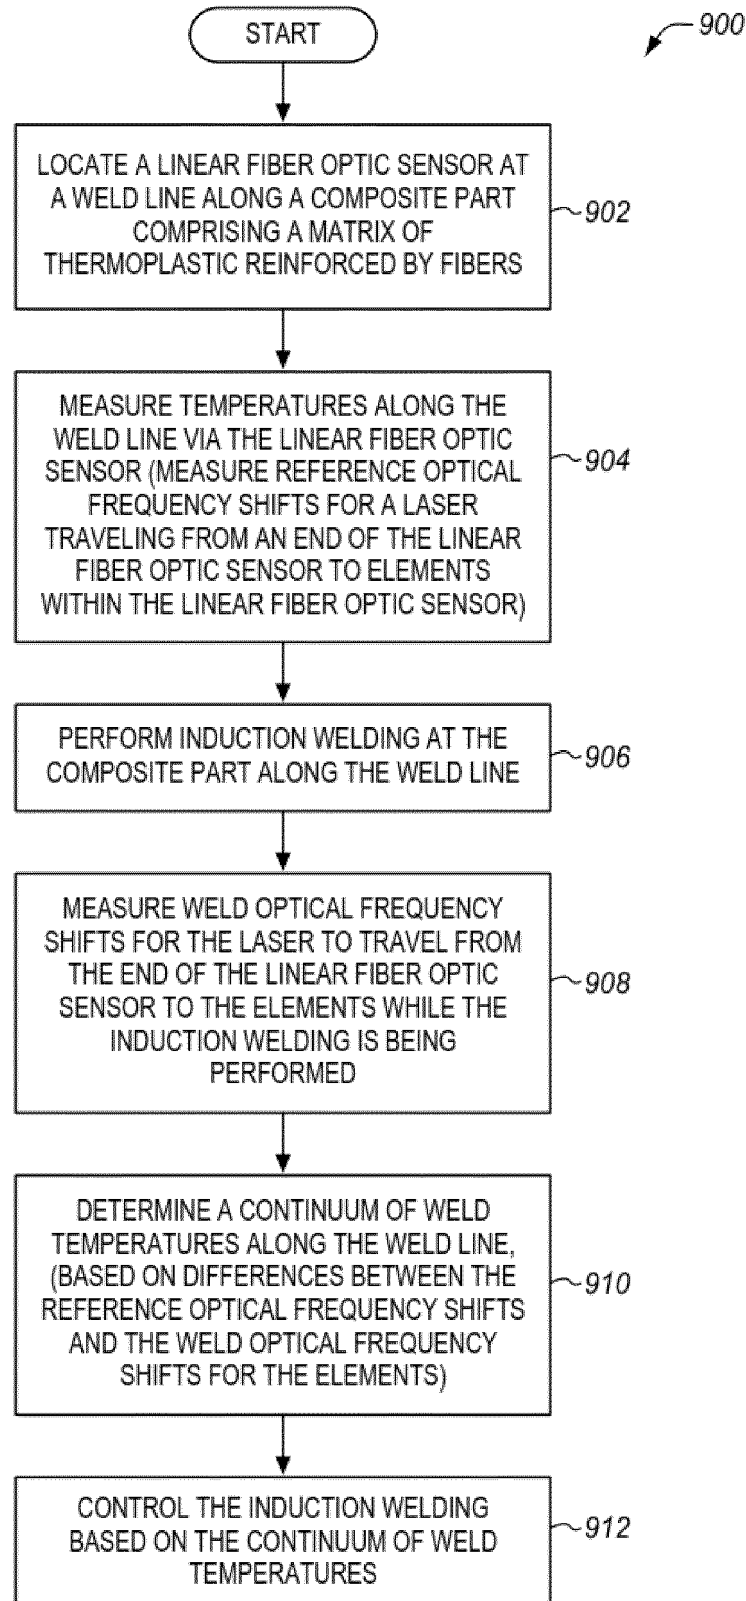 START
900
LOCATE A LINEAR FIBER OPTIC SENSOR AT
A WELD LINE ALONG A COMPOSITE PART
COMPRISING A MATRIX OF
THERMOPLASTIC REINFORCED BY FIBERS
902
MEASURE TEMPERATURES ALONG THE
WELD LINE VIA THE LINEAR FIBER OPTIC
SENSOR (MEASURE REFERENCE OPTICAL
FREQUENCY SHIFTS FOR A LASER
TRAVELING FROM AN END OF THE LINEAR
FIBER OPTIC SENSOR TO ELEMENTS
WITHIN THE LINEAR FIBER OPTIC SENSOR)
904
PERFORM INDUCTION WELDING AT THE
COMPOSITE PART ALONG THE WELD LINE
906
MEASURE WELD OPTICAL FREQUENCY
SHIFTS FOR THE LASER TO TRAVEL FROM
THE END OF THE LINEAR FIBER OPTIC
SENSOR TO THE ELEMENTS WHILE THE
INDUCTION WELDING IS BEING
PERFORMED
908
DETERMINE A CONTINUUM OF WELD
TEMPERATURES ALONG THE WELD LINE,
(BASED ON DIFFERENCES BETWEEN THE
REFERENCE OPTICAL FREQUENCY SHIFTS
AND THE WELD OPTICAL FREQUENCY
SHIFTS FOR THE ELEMENTS)
910
CONTROL THE INDUCTION WELDING
BASED ON THE CONTINUUM OF WELD
TEMPERATURES
912